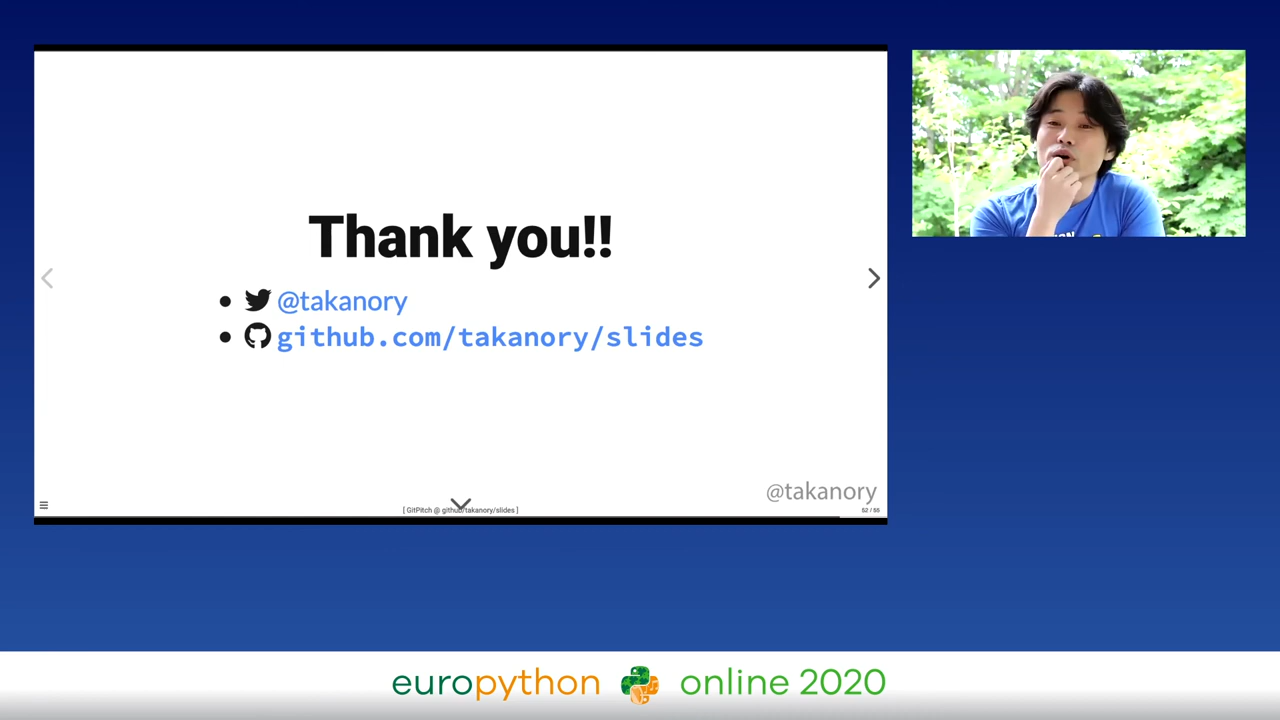 Thank you!!
@takanory
github.com/takanory/slides
@takanory
[ GitPitch @ github/takanory/slides ]
52 / 55
europython online 2020